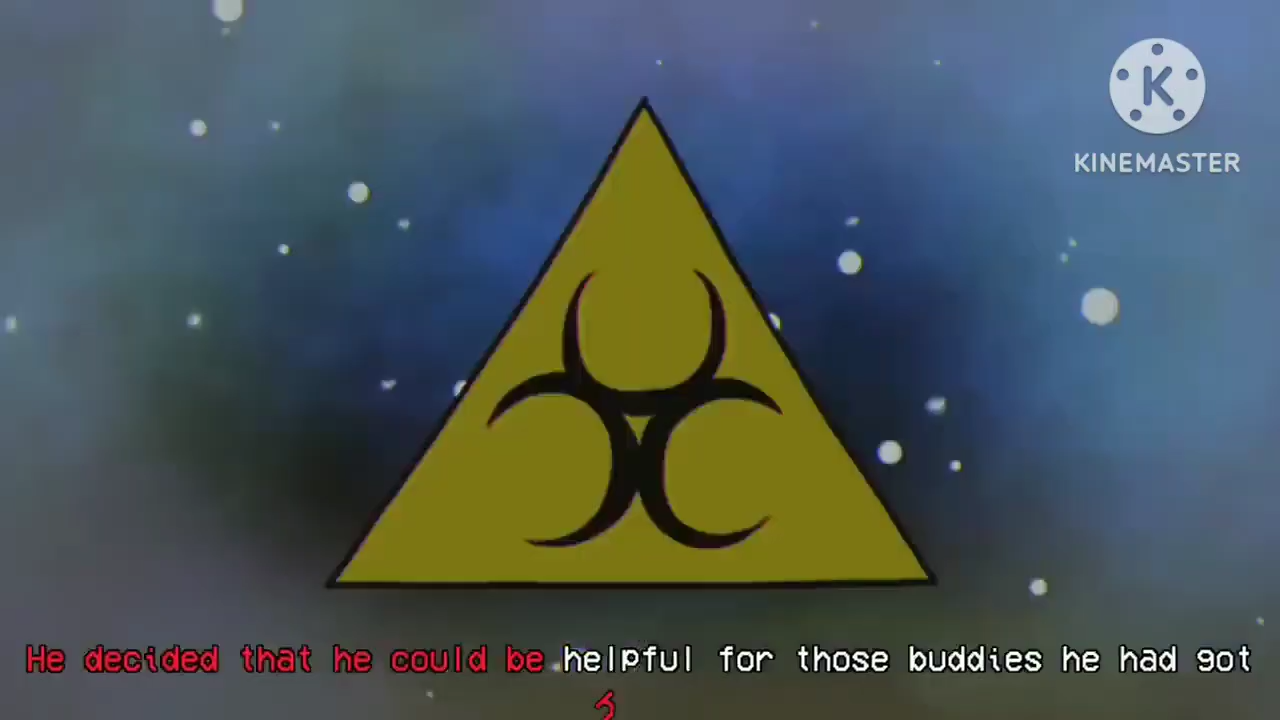 K
KINEMASTER
He decided that he could be helpful for those buddies he had got